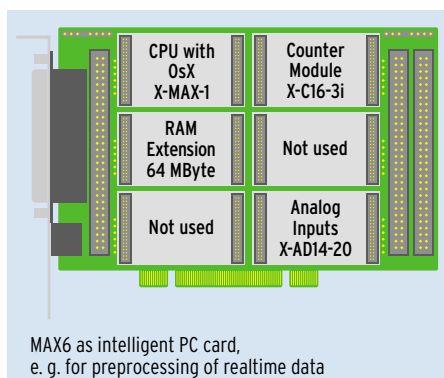 CPU with
OsX
X-MAX-1
Counter
Module
X-C16-3i
RAM
Extension
64 MByte
Not used
Not used
Analog
Inputs
X-AD14-20
MAX6 as intelligent PC card,
e. g. for preprocessing of realtime data